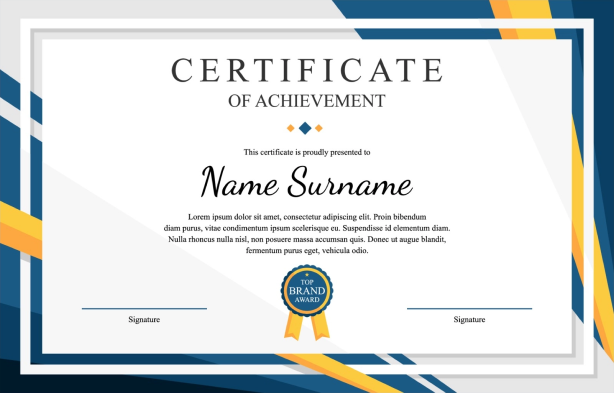 CERTIFICATE
OF ACHIEVEMENT
This certificate is proudly presented to
Name Surname
Lorem ipsum dolor sit amet, consectetur adipiscing elit. Proin bibendum
diam purus, vitae condimentum ipsum scelerisque eu. Suspendisse id elementum diam.
Nulla rhoncus nulla nisl, non posuere massa accumsan quis. Donec ut augue blandit,
fermentum purus eget, vehicula odio.
TOP
BRAND
AWARD
Signature
Signature